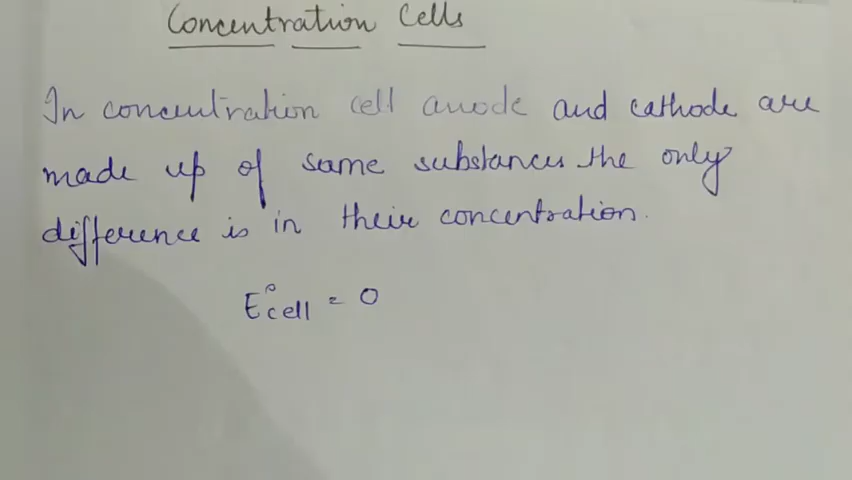 Concentration Cells
In concentration cell anode and cathode are
made up of same substances the only
difference is in their concentration.
E°cell = 0